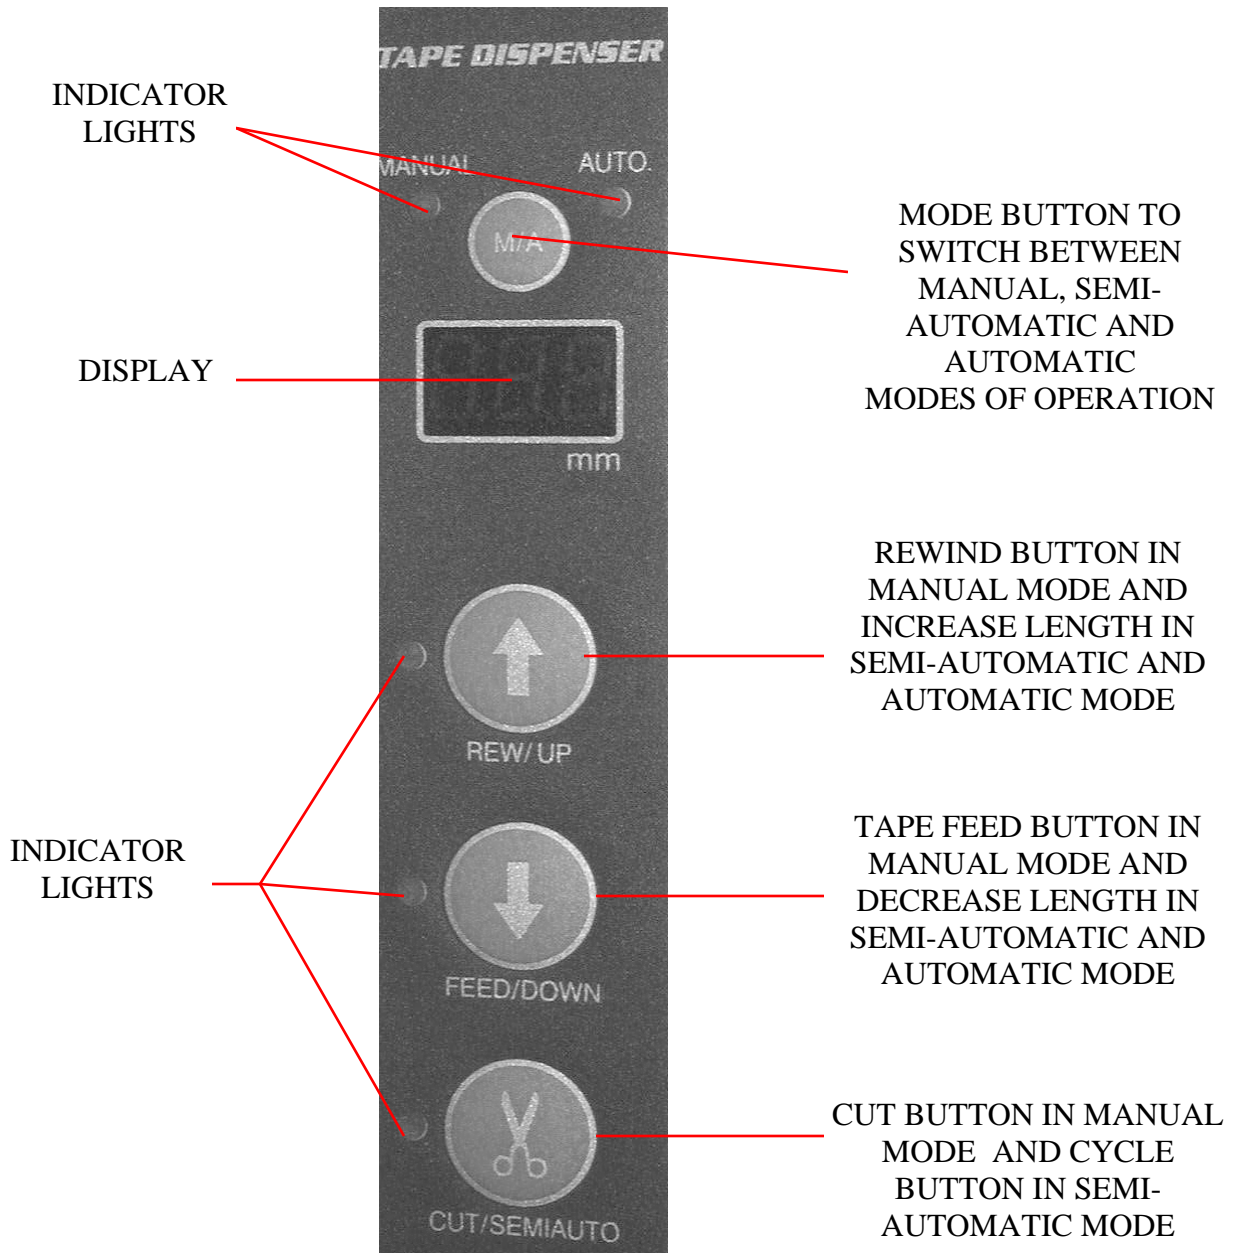 TAPE DISPENSER
INDICATOR
LIGHTS
MANUAL
AUTO.
M/A
MODE BUTTON TO
SWITCH BETWEEN
MANUAL, SEMI-
AUTOMATIC AND
AUTOMATIC
MODES OF OPERATION
DISPLAY
mm
REWIND BUTTON IN
MANUAL MODE AND
INCREASE LENGTH IN
SEMI-AUTOMATIC AND
AUTOMATIC MODE
REW/UP
INDICATOR
LIGHTS
TAPE FEED BUTTON IN
MANUAL MODE AND
DECREASE LENGTH IN
SEMI-AUTOMATIC AND
AUTOMATIC MODE
FEED/DOWN
CUT BUTTON IN MANUAL
MODE AND CYCLE
BUTTON IN SEMI-
AUTOMATIC MODE
CUT/SEMIAUTO